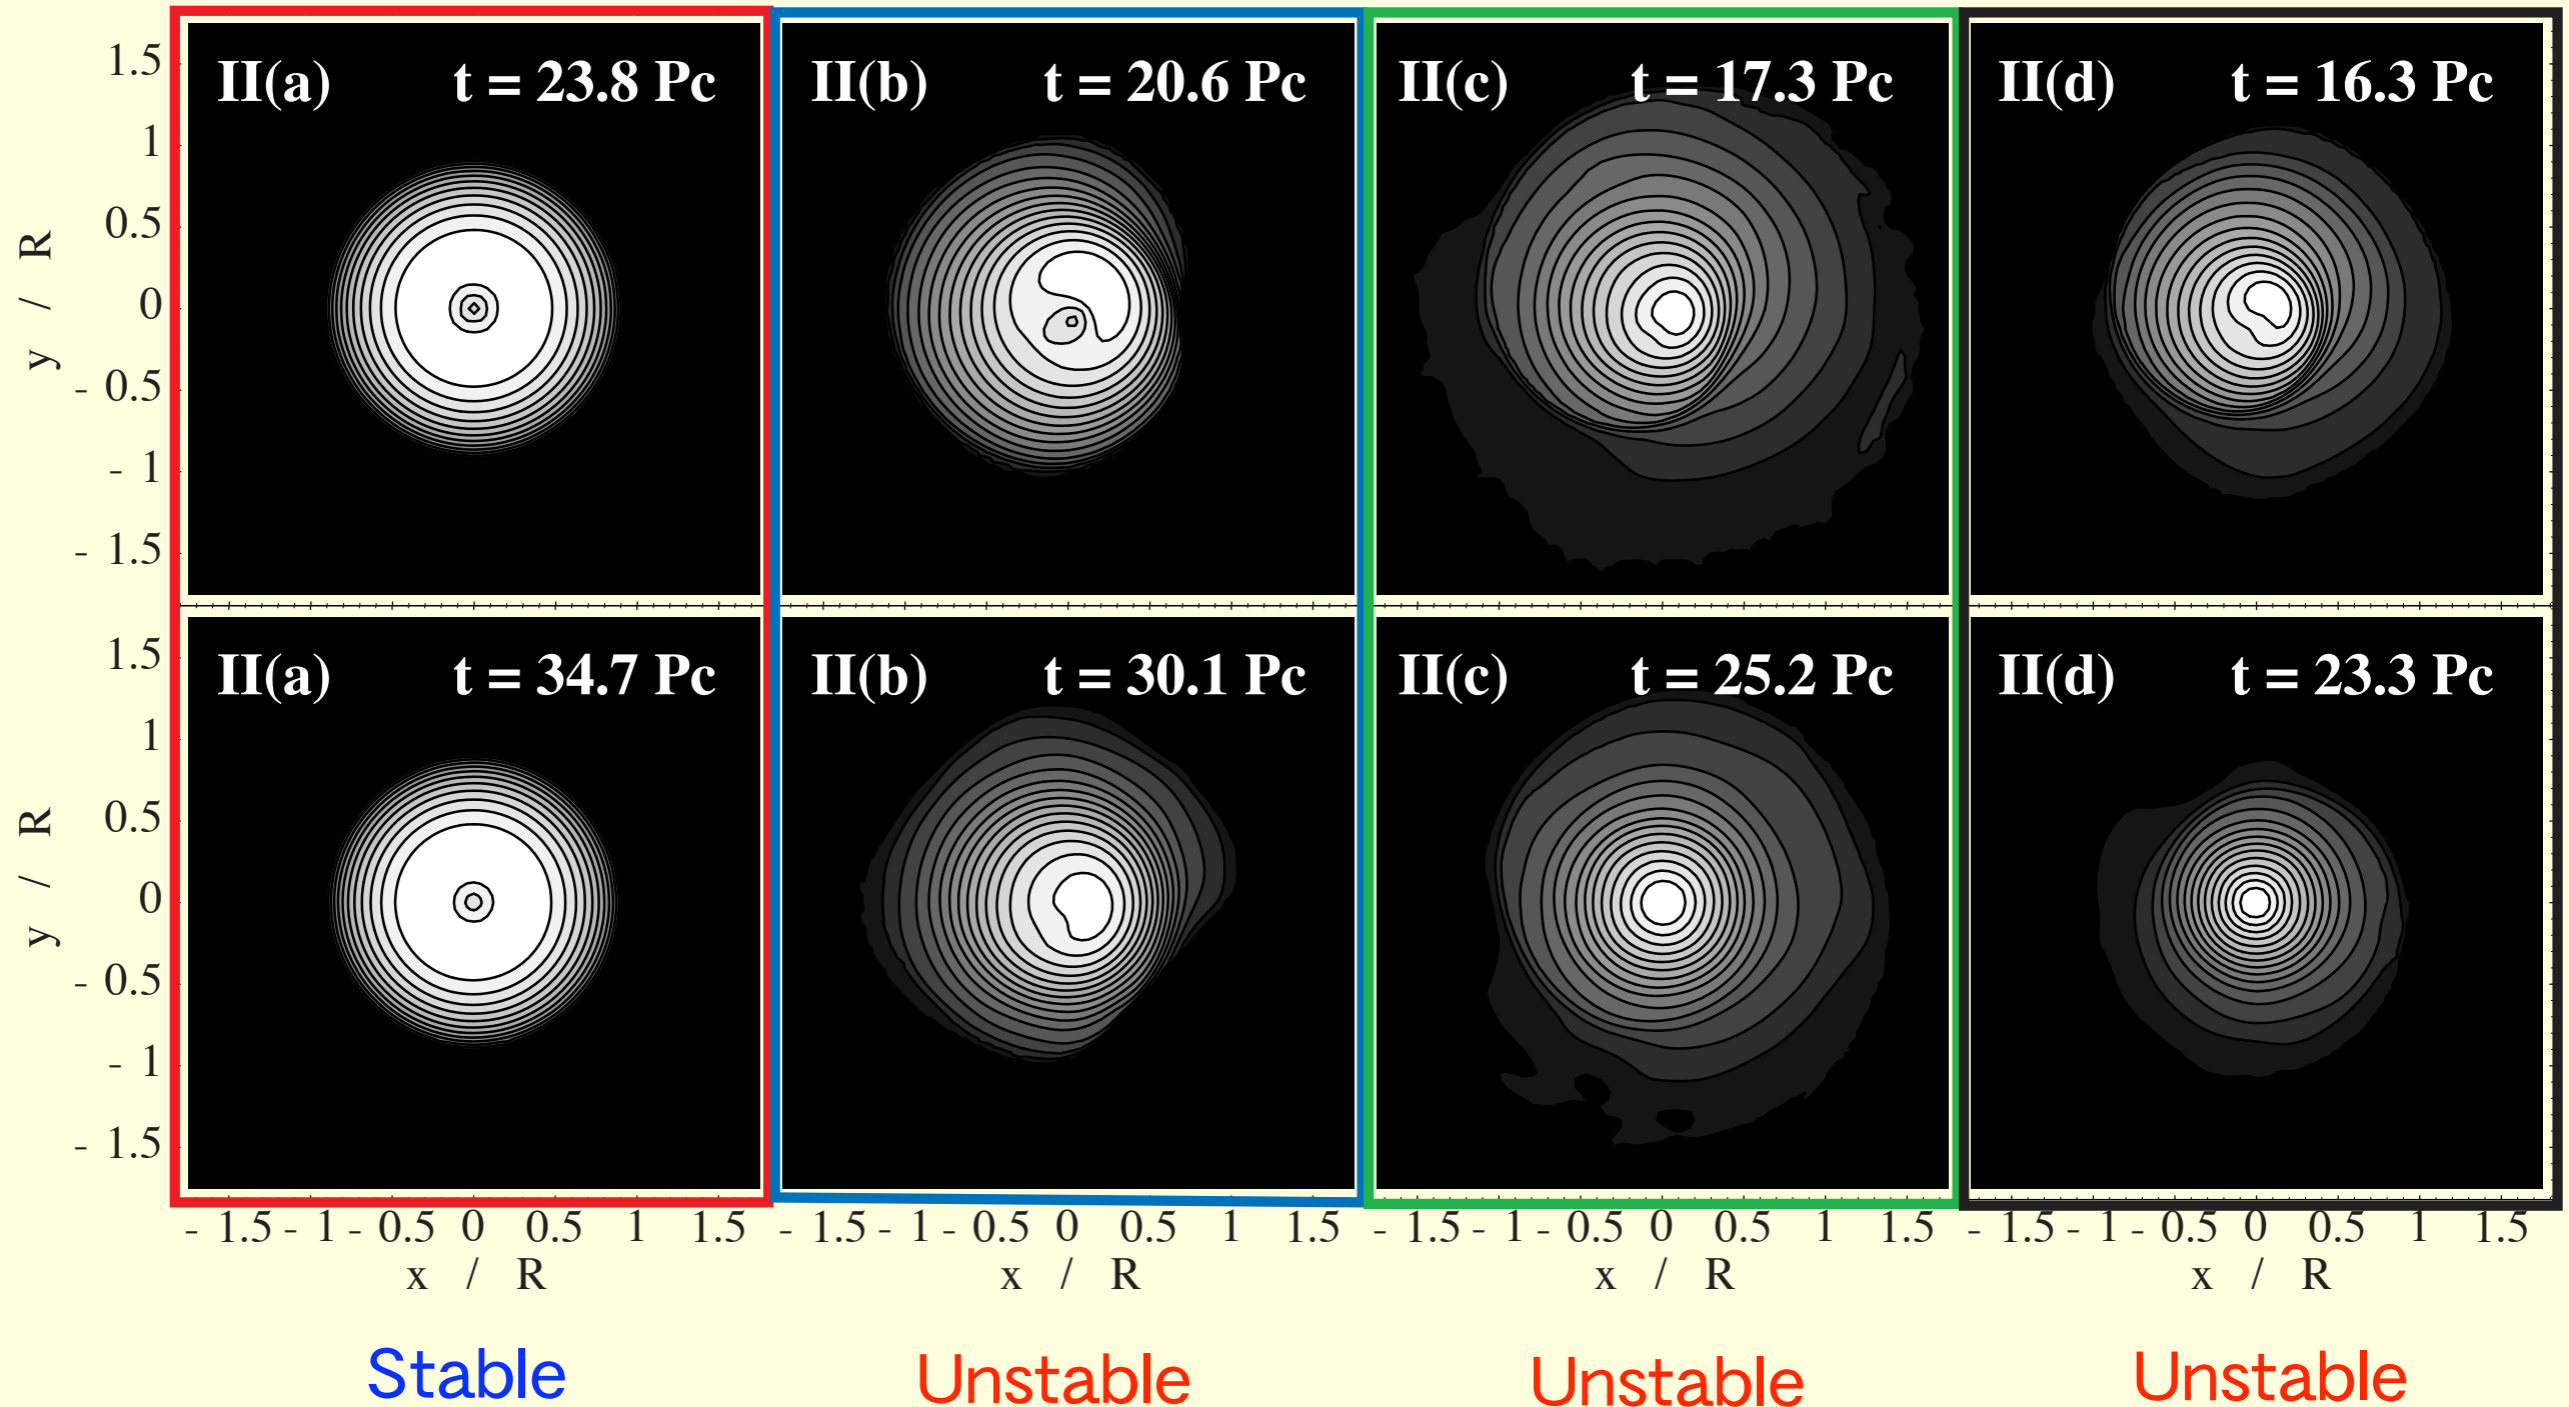 II(a) t = 23.8 Pc
II(b) t = 20.6 Pc
II(c) t = 17.3 Pc
II(d) t = 16.3 Pc
1.5
1
0.5
0
- 0.5
- 1
- 1.5
y / R
II(a) t = 34.7 Pc
II(b) t = 30.1 Pc
II(c) t = 25.2 Pc
II(d) t = 23.3 Pc
1.5
1
0.5
0
- 0.5
- 1
- 1.5
y / R
- 1.5 - 1 - 0.5 0 0.5 1 1.5
- 1.5 - 1 - 0.5 0 0.5 1 1.5
- 1.5 - 1 - 0.5 0 0.5 1 1.5
- 1.5 - 1 - 0.5 0 0.5 1 1.5
x / R
x / R
x / R
x / R
Stable
Unstable
Unstable
Unstable